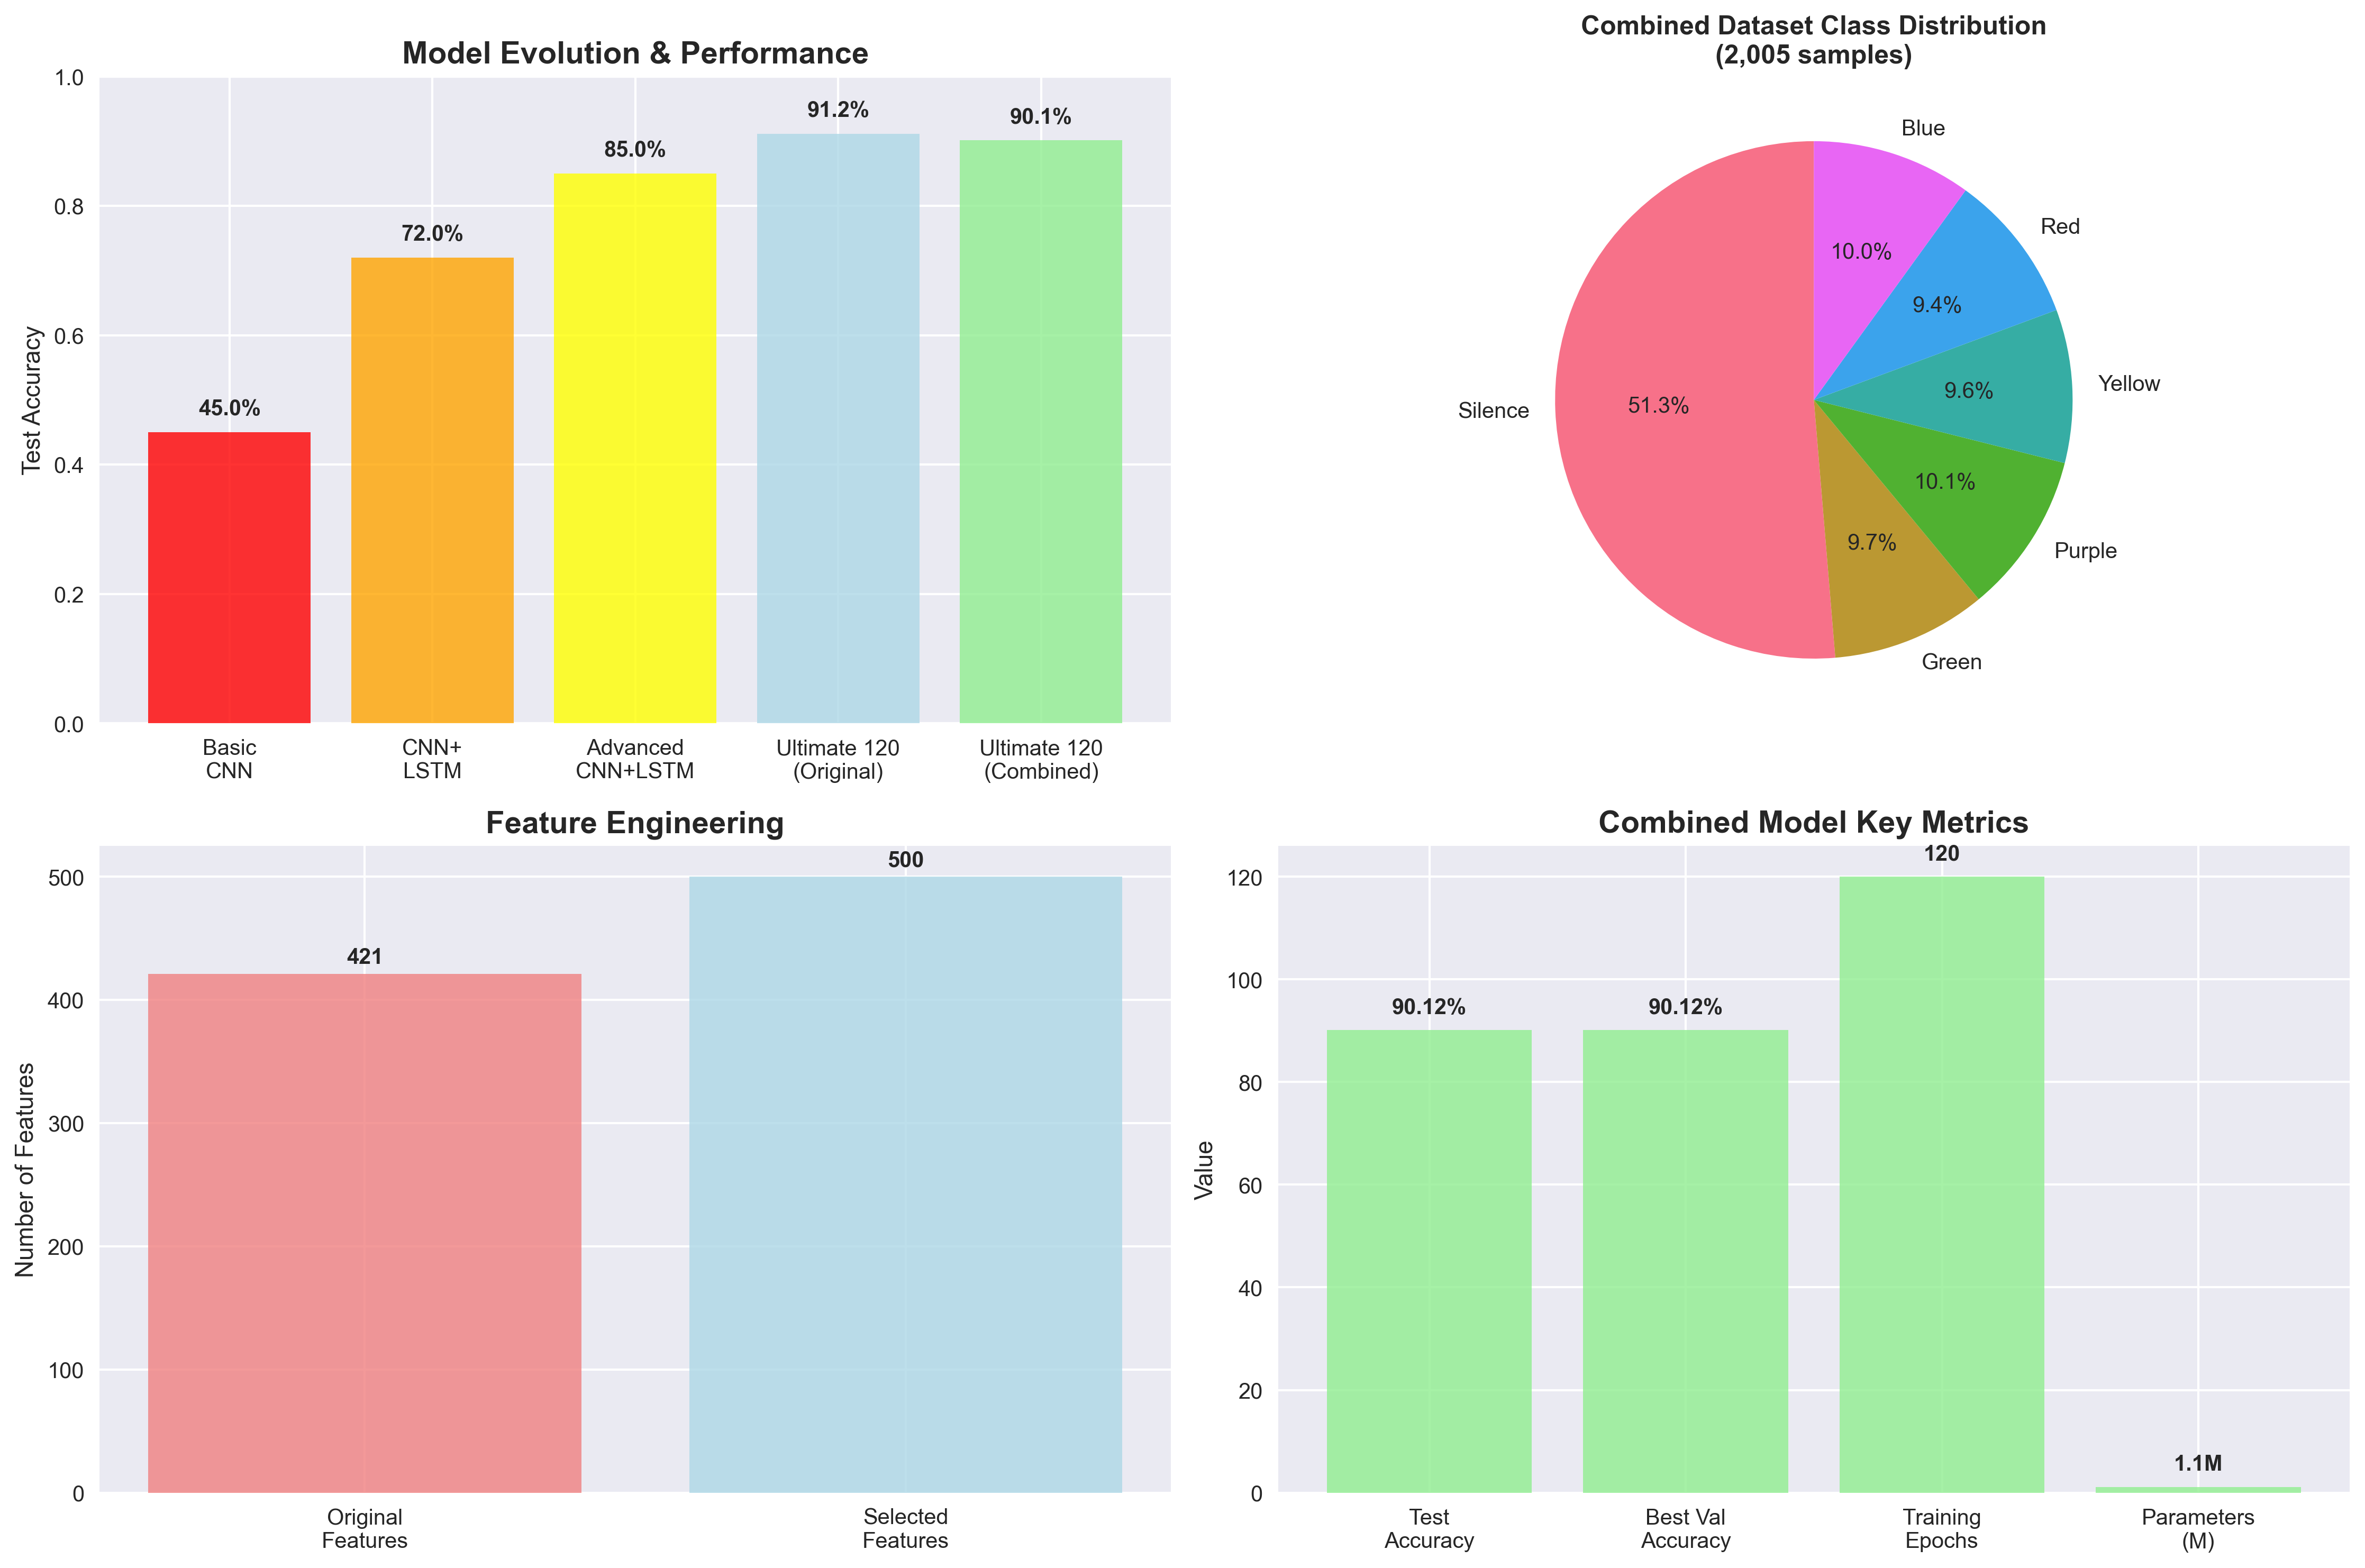 Model Evolution & Performance
Test Accuracy
1.0
0.8
0.6
0.4
0.2
0.0
45.0%
72.0%
85.0%
91.2%
90.1%
Basic
CNN
CNN+
LSTM
Advanced
CNN+LSTM
Ultimate 120
(Original)
Ultimate 120
(Combined)
Combined Dataset Class Distribution
(2,005 samples)
Blue
Red
Yellow
Purple
Green
Silence
10.0%
9.4%
9.6%
10.1%
9.7%
51.3%
Feature Engineering
Number of Features
500
400
300
200
100
0
421
500
Original
Features
Selected
Features
Combined Model Key Metrics
Value
120
100
80
60
40
20
0
90.12%
90.12%
120
1.1M
Test
Accuracy
Best Val
Accuracy
Training
Epochs
Parameters
(M)